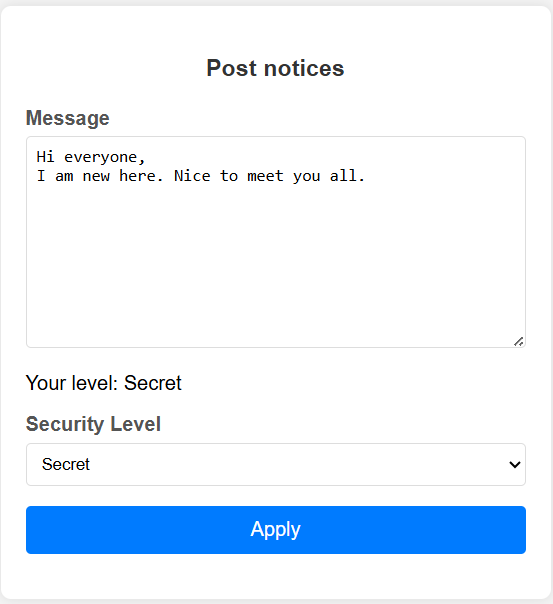 Post notices
Message
Hi everyone,
I am new here. Nice to meet you all.
Your level: Secret
Security Level
Secret
Apply